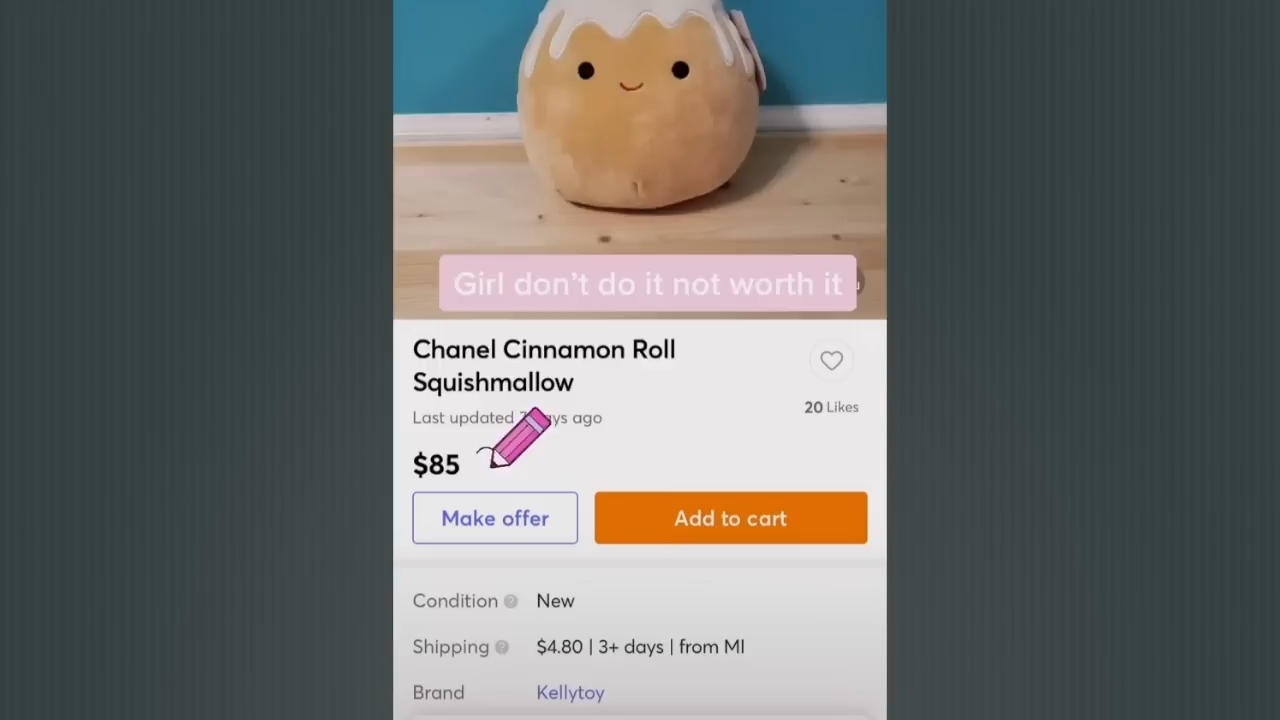 Girl don't do it not worth it
Chanel Cinnamon Roll
Squishmallow
Last updated ays ago
20 Likes
$85
Make offer
Add to cart
Condition
New
Shipping
$4.80 | 3+ days | from MI
Brand
Kellytoy